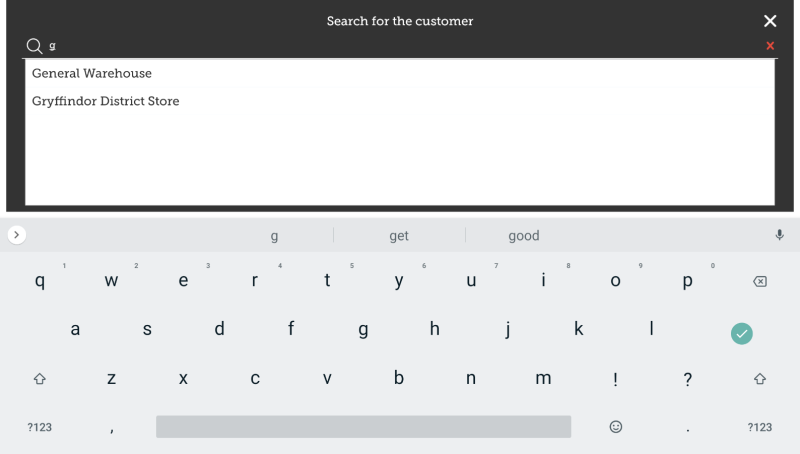 Search for the customer
g
General Warehouse
Gryffindor District Store
g get good
1 2 3 4 5 6 7 8 9 0
q w e r t y u i o p
a s d f g h j k l
z x c v b n m ! ?
?123 , . ?123